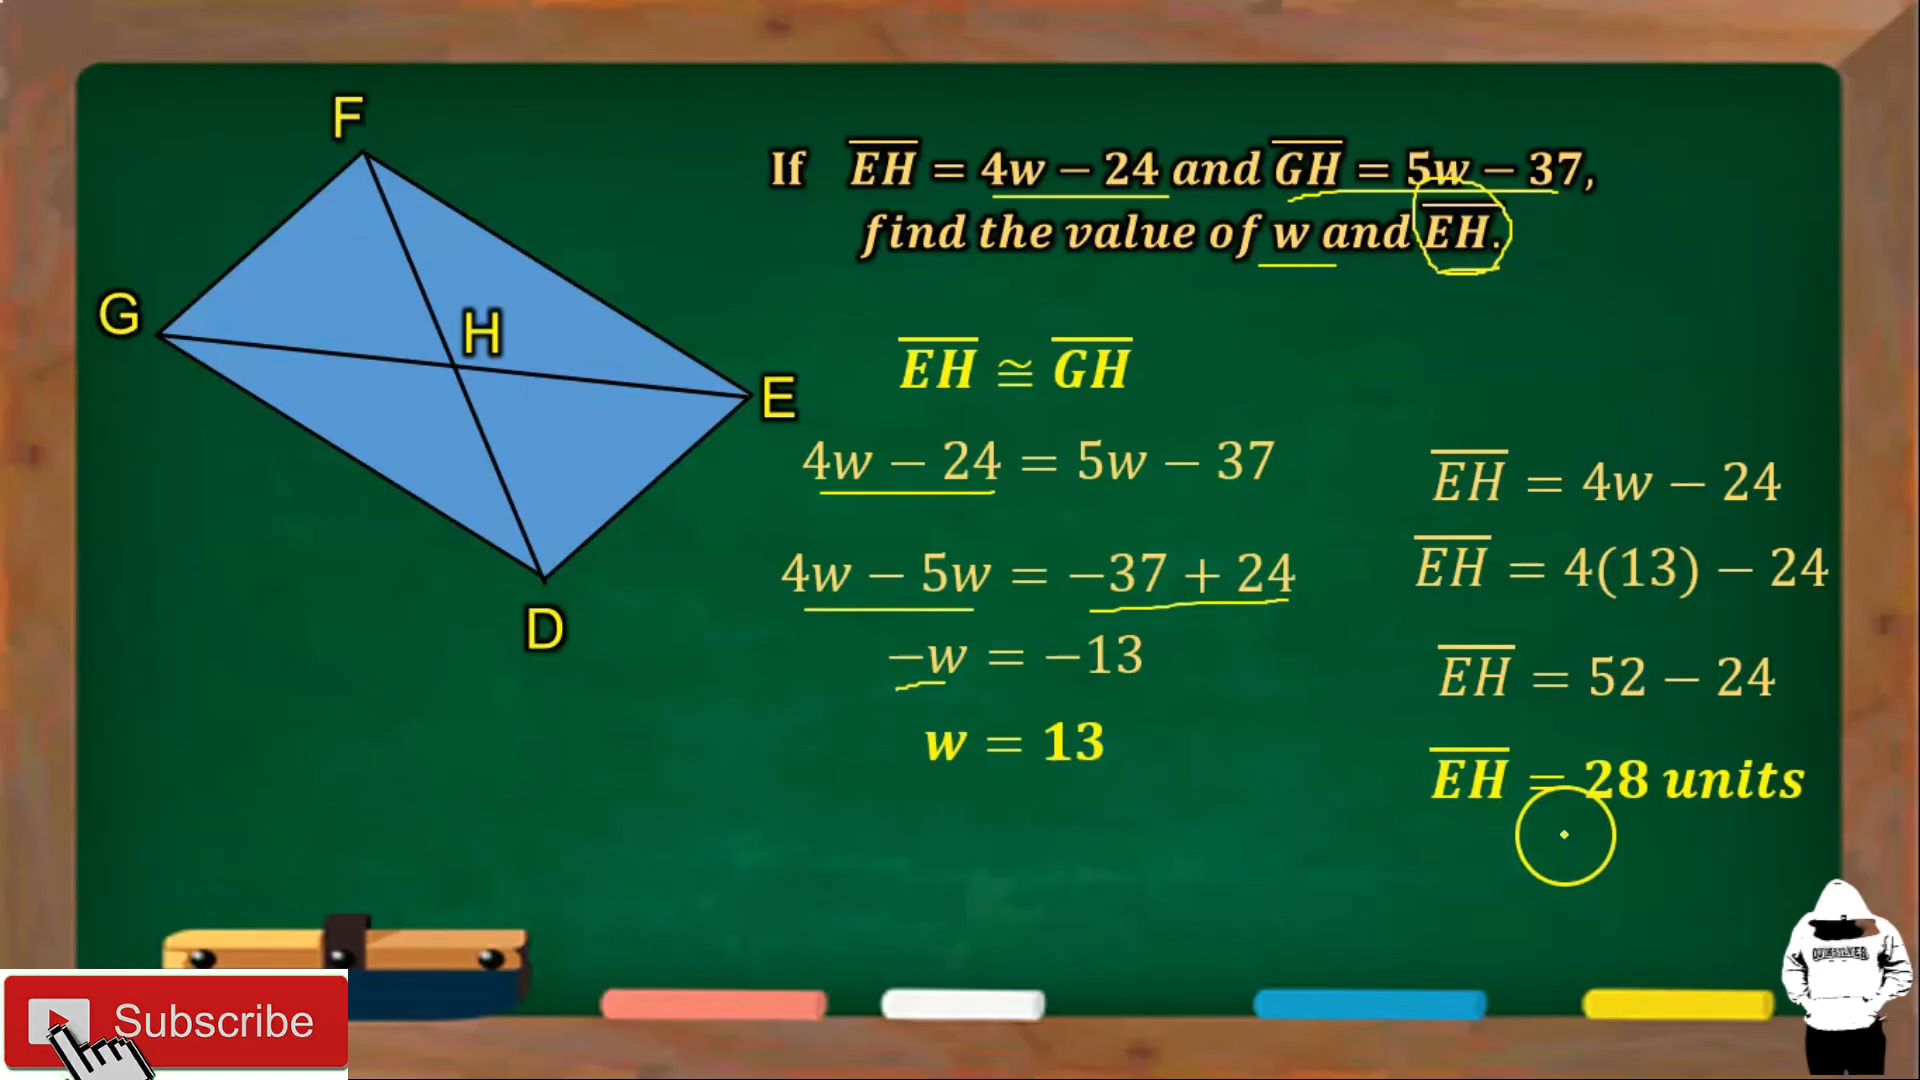 F
G
H
E
D
If EH = 4w − 24 and GH = 5w − 37,
find the value of w and EH.
EH ≅ GH
4w − 24 = 5w − 37
4w − 5w = −37 + 24
−w = −13
w = 13
EH = 4w − 24
EH = 4(13) − 24
EH = 52 − 24
EH = 28 units
QUIKSILVER
Subscribe